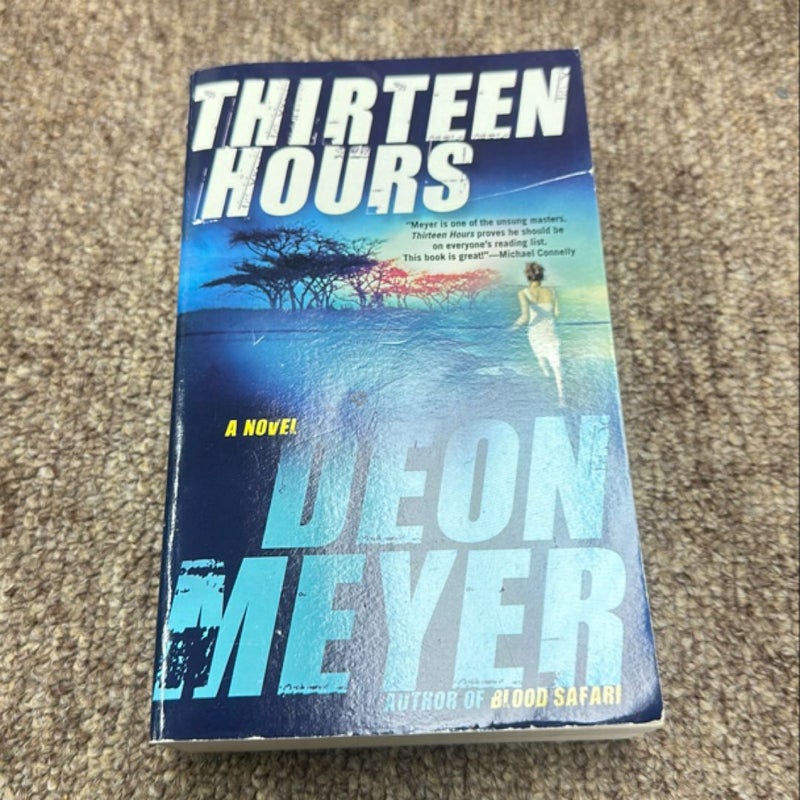 THIRTEEN
HOURS
"Meyer is one of the unsung masters.
Thirteen Hours proves he should be
on everyone's reading list.
This book is great!"—Michael Connelly
A NOVEL
DEON
MEYER
AUTHOR OF BLOOD SAFARI